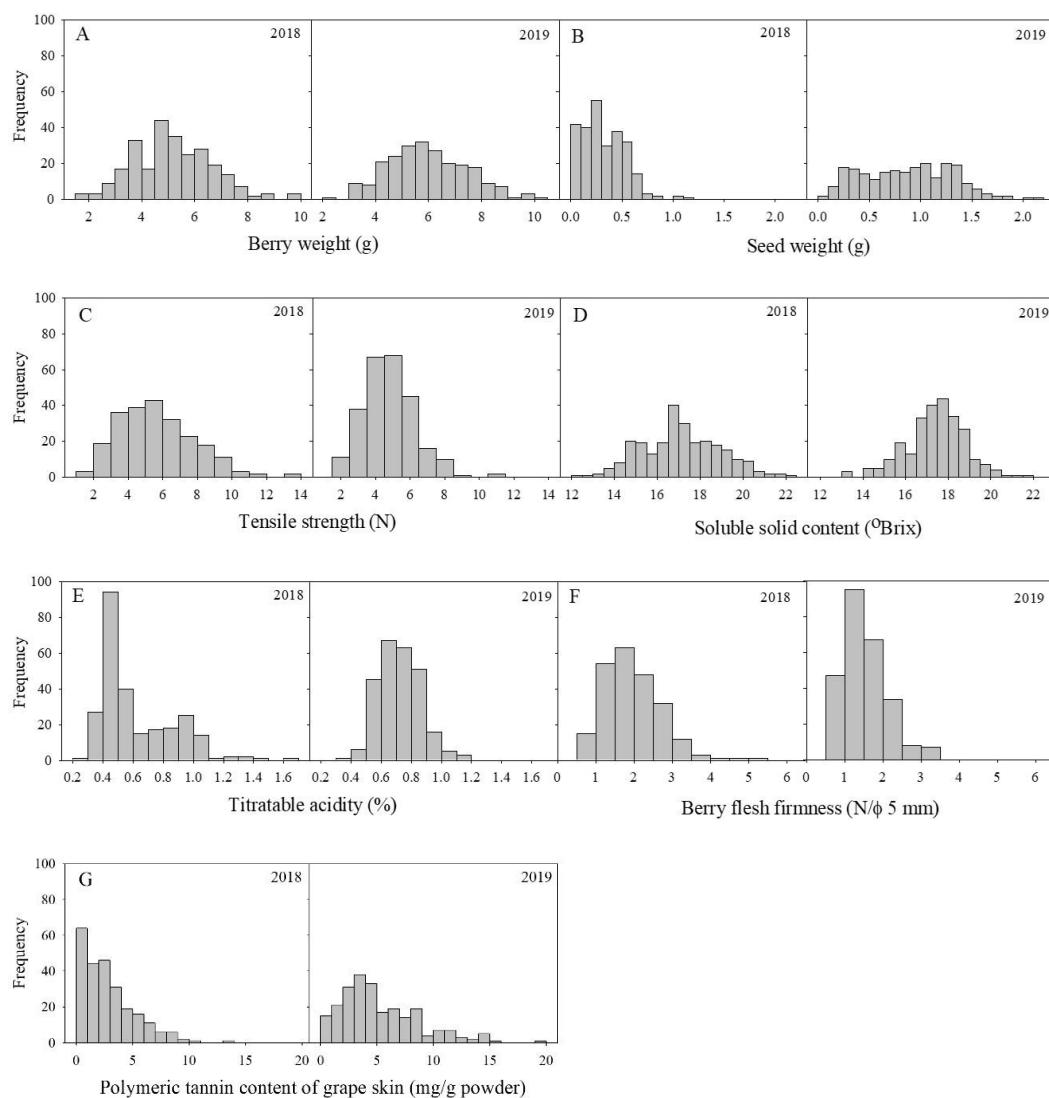 A 2018 2019 B 2018 2019
Frequency
100
80
60
40
20
0
2 4 6 8 10 2 4 6 8 10 0.0 0.5 1.0 1.5 2.0 0.0 0.5 1.0 1.5 2.0
Berry weight (g) Seed weight (g)
C 2018 2019 D 2018 2019
Frequency
100
80
60
40
20
0
2 4 6 8 10 12 14 2 4 6 8 10 12 14 12 14 16 18 20 22 12 14 16 18 20 22
Tensile strength (N) Soluble solid content (ᴼBrix)
E 2018 2019 F 2018 2019
Frequency
100
80
60
40
20
0
0.2 0.4 0.6 0.8 1.0 1.2 1.4 1.6 0.2 0.4 0.6 0.8 1.0 1.2 1.4 1.6 0 1 2 3 4 5 6 0 1 2 3 4 5 6
Titratable acidity (%) Berry flesh firmness (N/ϕ 5 mm)
G 2018 2019
Frequency
100
80
60
40
20
0
0 5 10 15 20 0 5 10 15 20
Polymeric tannin content of grape skin (mg/g powder)